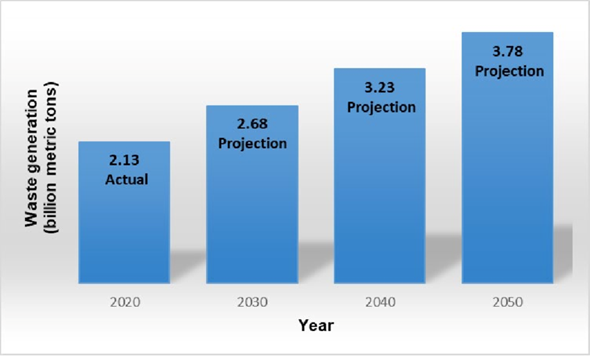 Waste generation
(billion metric tons)
2.13
Actual
2.68
Projection
3.23
Projection
3.78
Projection
2020
2030
2040
2050
Year